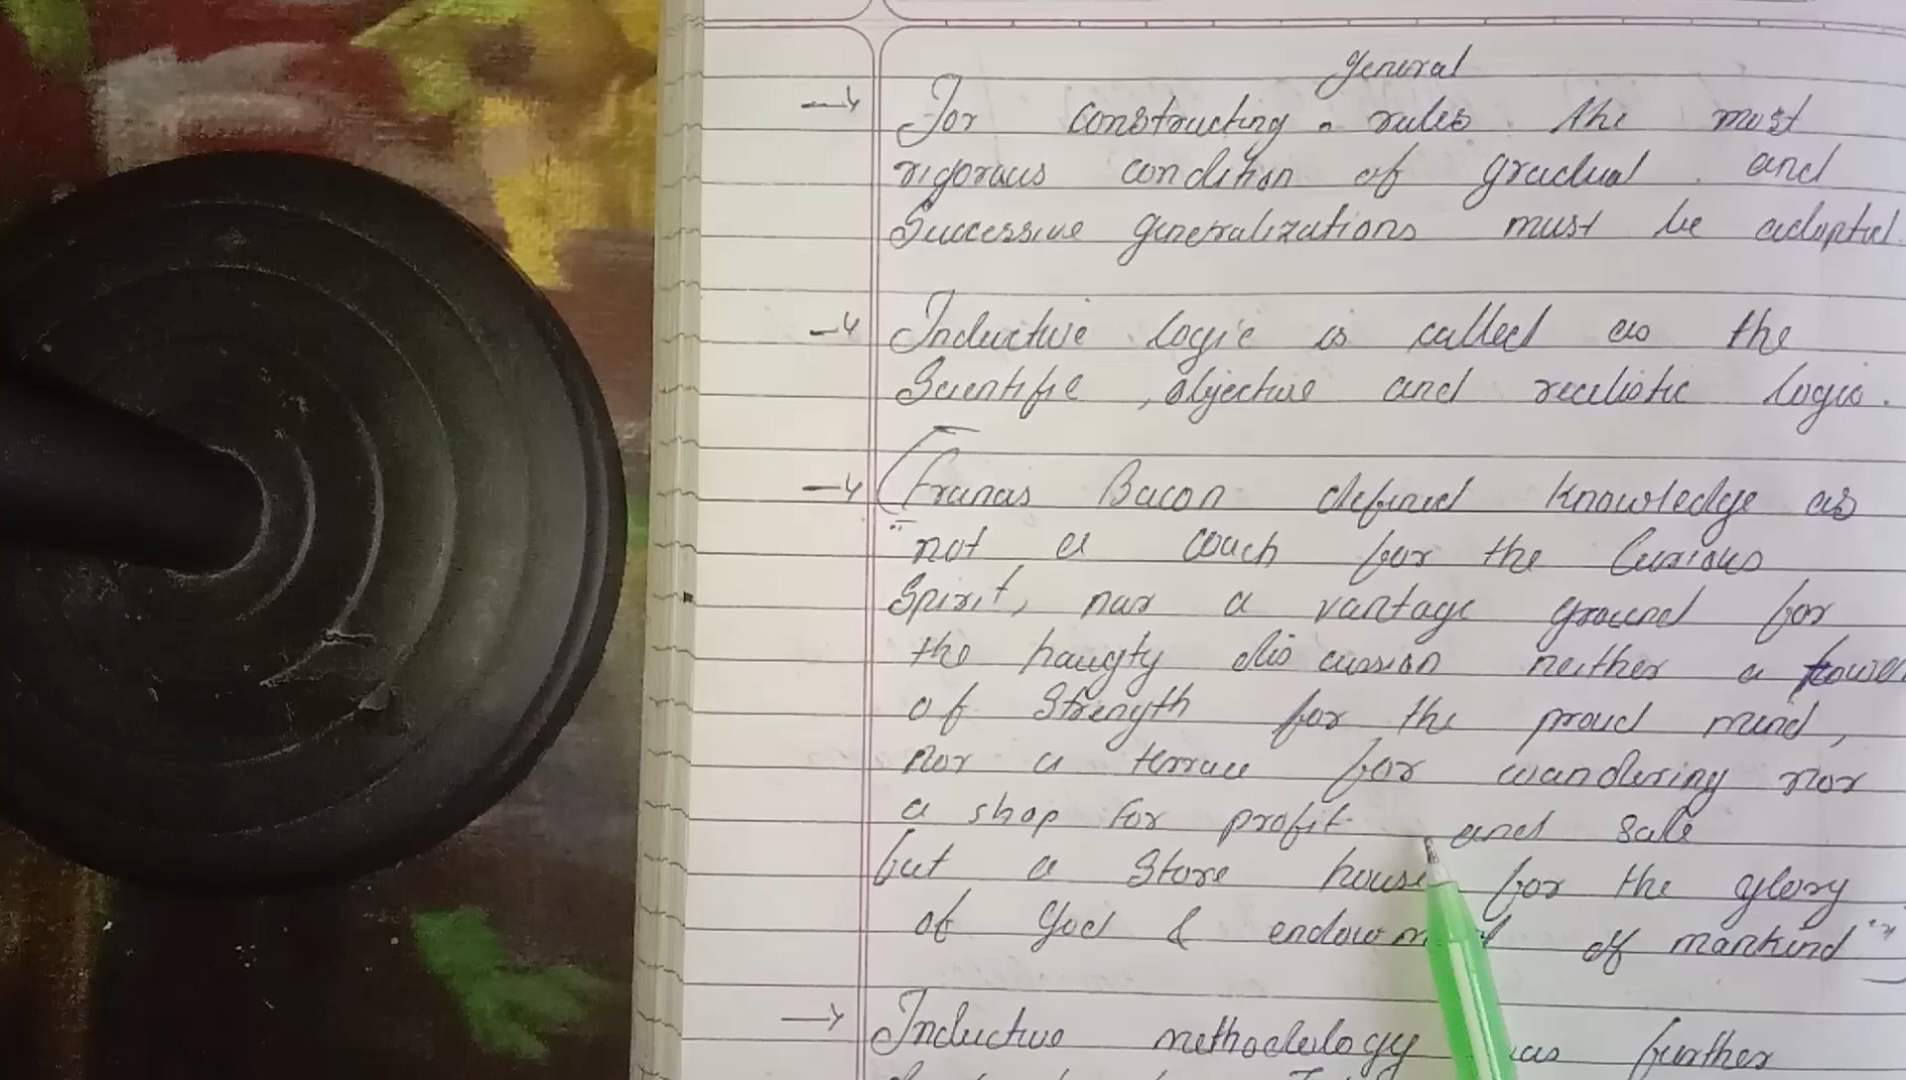 general
→ For constructing rules the most
rigoraus condition of gradual and
Successive generalizations must be adopted.
→ Inductive logic is called as the
Scientific, objective and realistic logic.
→ Francis Bacon defined knowledge as
"not a couch for the Curious
Spirit, nor a vantage ground for
the haugty discussion neither a tower
of Strength for the proud mind,
nor a terrace for wandering nor
a shop for profit and sale
but a Store house for the glory
of God & endowment of mankind"
→ Inductive methodology was further